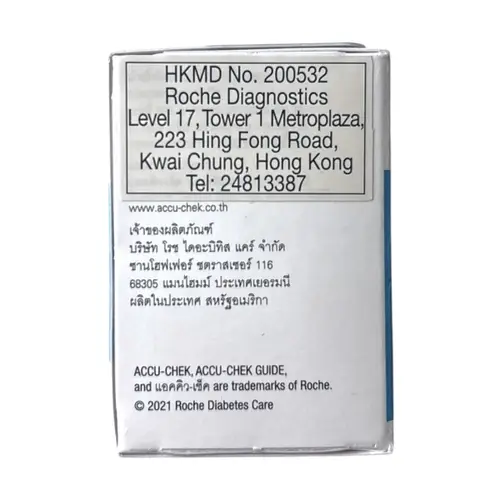 HKMD No. 200532
Roche Diagnostics
Level 17, Tower 1 Metroplaza,
223 Hing Fong Road,
Kwai Chung, Hong Kong
Tel: 24813387
www.accu-chek.co.th
เจ้าของผลิตภัณฑ์
บริษัท โรช ไดอะบีทิส แคร์ จำกัด
ซานโฮฟเฟอร์ ชตราสเซอร์ 116
68305 แมนไฮมม์ ประเทศเยอรมนี
ผลิตในประเทศ สหรัฐอเมริกา
ACCU-CHEK, ACCU-CHEK GUIDE,
and แอคคิว-เช็ค are trademarks of Roche.
© 2021 Roche Diabetes Care